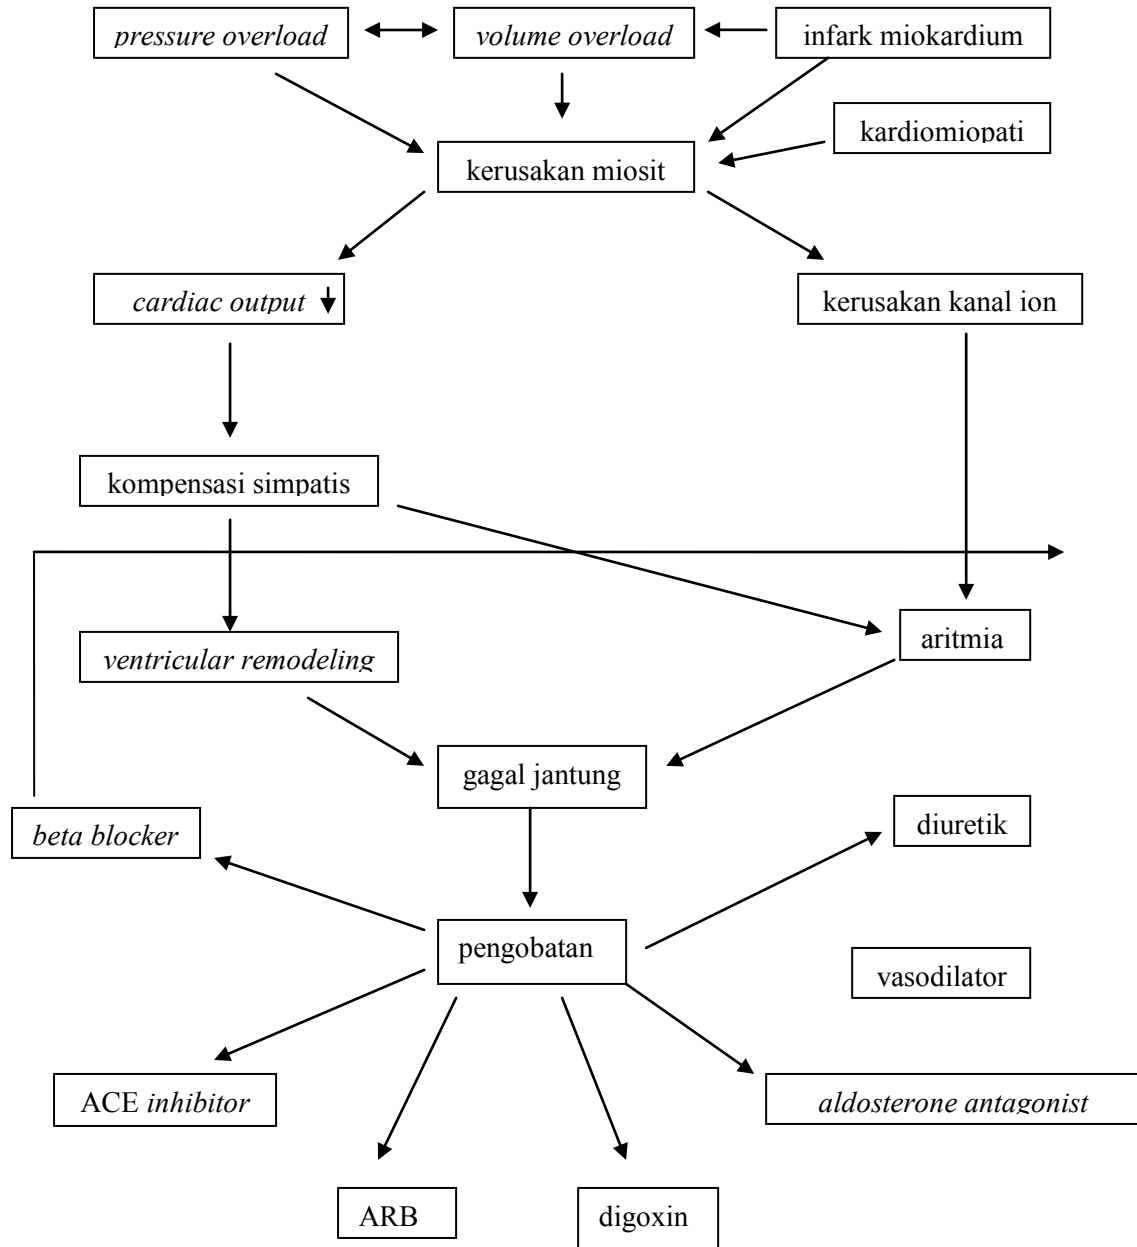 pressure overload
volume overload
infark miokardium
kardiomiopati
kerusakan miosit
cardiac output
kerusakan kanal ion
kompensasi simpatis
ventricular remodeling
aritmia
gagal jantung
beta blocker
diuretik
pengobatan
vasodilator
ACE inhibitor
aldosterone antagonist
ARB
digoxin